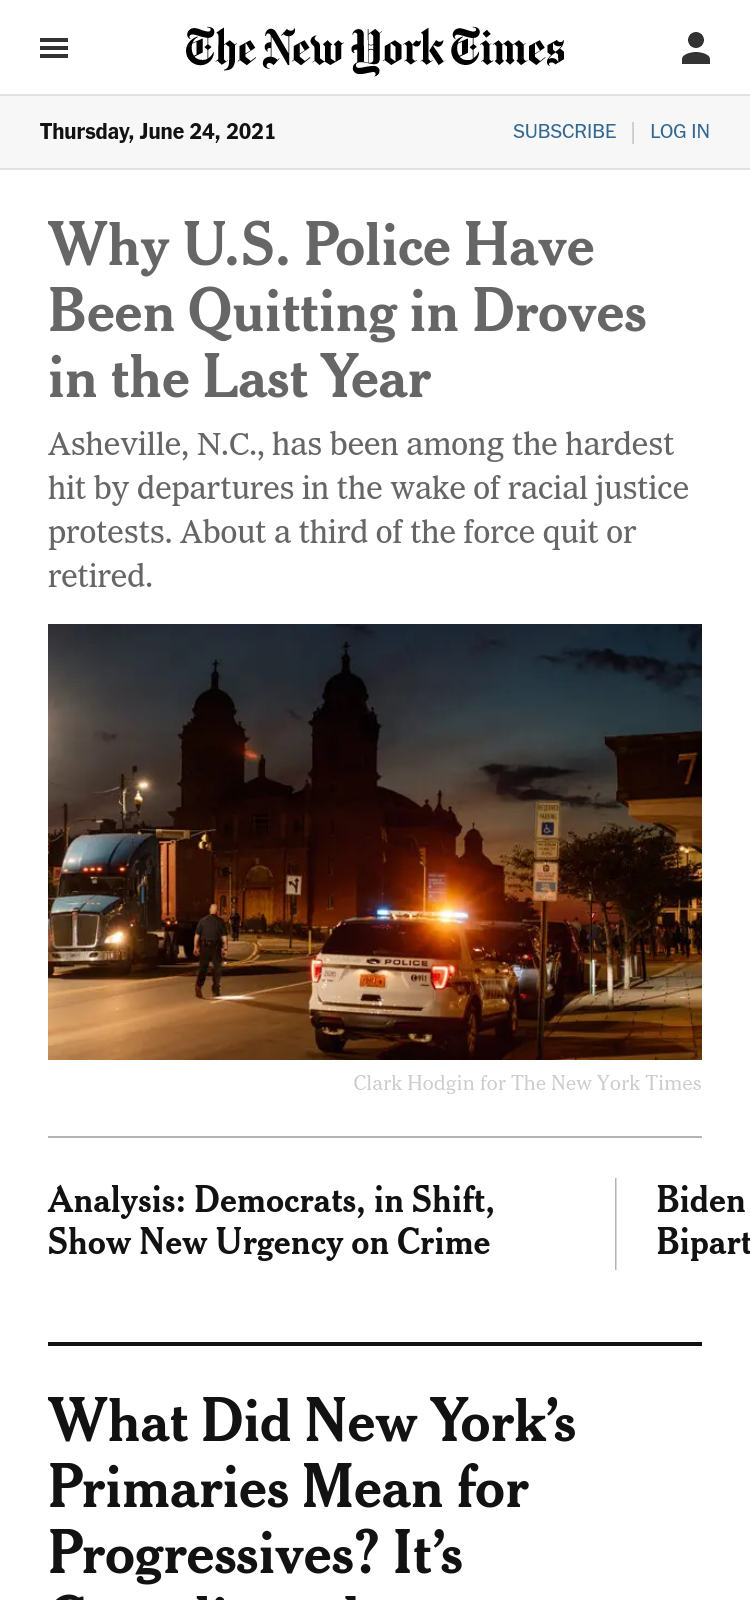 The New York Times
Thursday, June 24, 2021
SUBSCRIBE
LOG IN
Why U.S. Police Have
Been Quitting in Droves
in the Last Year
Asheville, N.C., has been among the hardest
hit by departures in the wake of racial justice
protests. About a third of the force quit or
retired.
7
RESERVED
PARKING
POLICE
Clark Hodgin for The New York Times
Analysis: Democrats, in Shift,
Show New Urgency on Crime
Biden
Bipart
What Did New York’s
Primaries Mean for
Progressives? It’s